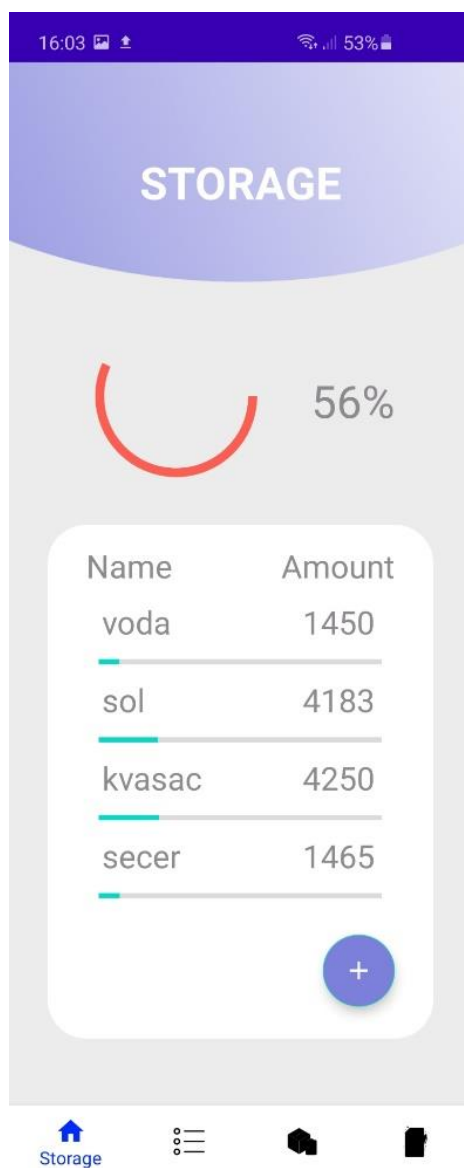 16:03 53%
STORAGE
56%
Name Amount
voda 1450
sol 4183
kvasac 4250
secer 1465
+
Storage